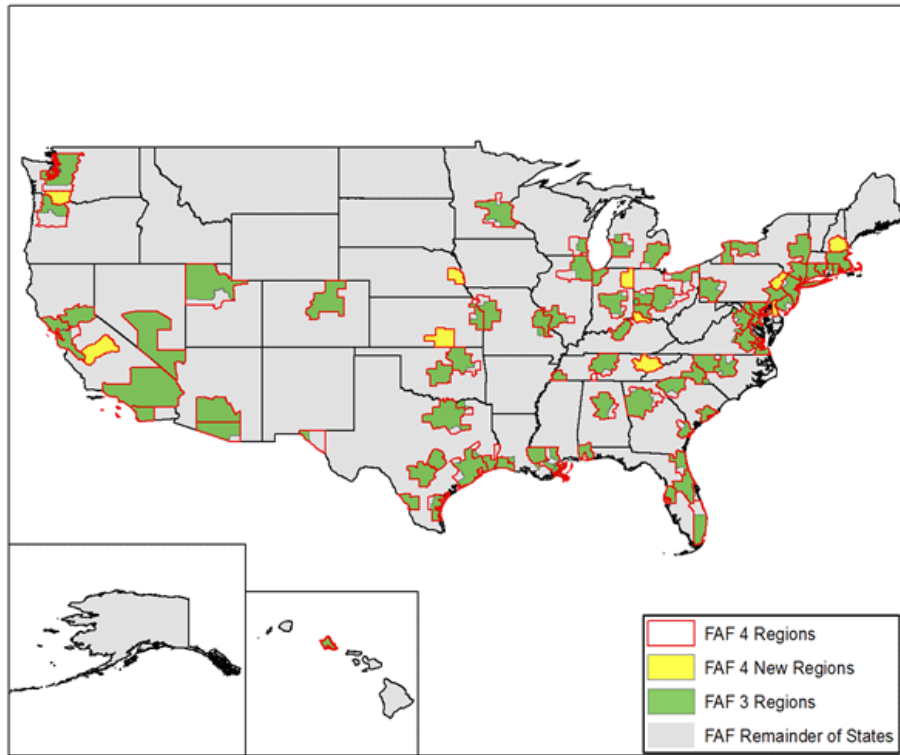 FAF 4 Regions
FAF 4 New Regions
FAF 3 Regions
FAF Remainder of States